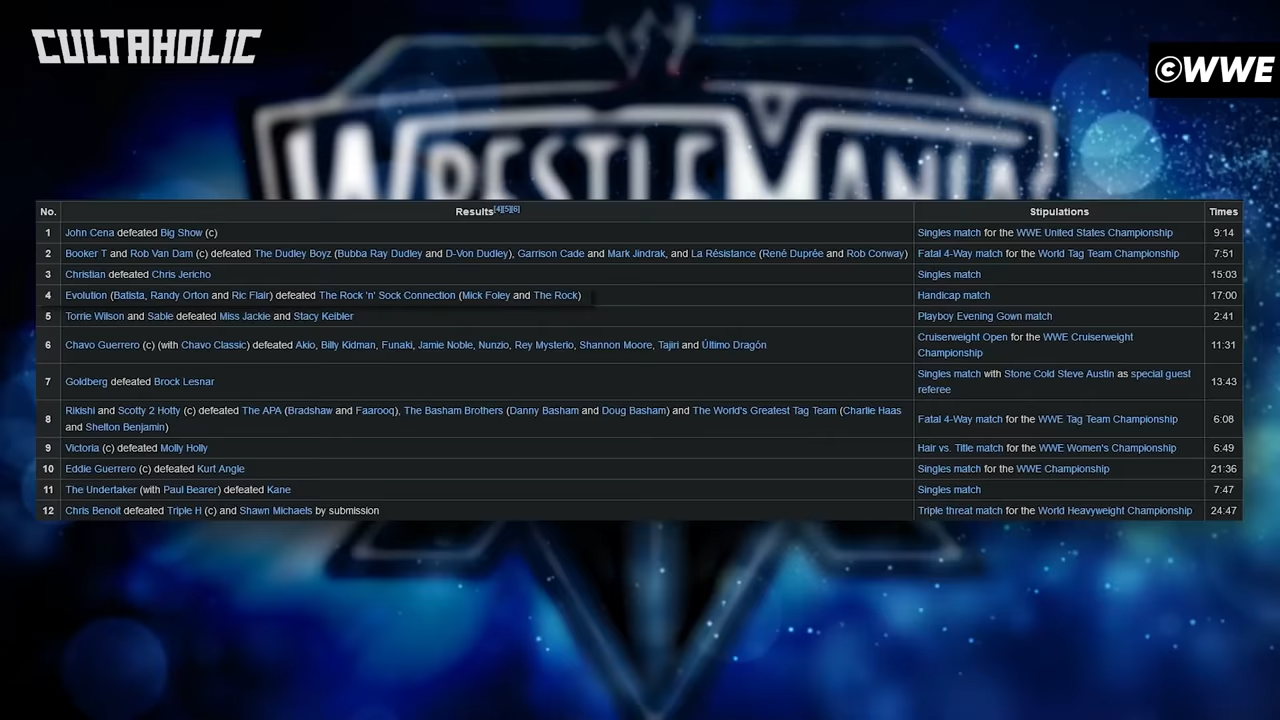 CULTAHOLIC
©WWE
WRESTLEMANIA
No. Results[4][5][6] Stipulations Times
1 John Cena defeated Big Show (c) Singles match for the WWE United States Championship 9:14
2 Booker T and Rob Van Dam (c) defeated The Dudley Boyz (Bubba Ray Dudley and D-Von Dudley), Garrison Cade and Mark Jindrak, and La Résistance (René Duprée and Rob Conway) Fatal 4-Way match for the World Tag Team Championship 7:51
3 Christian defeated Chris Jericho Singles match 15:03
4 Evolution (Batista, Randy Orton and Ric Flair) defeated The Rock 'n' Sock Connection (Mick Foley and The Rock) Handicap match 17:00
5 Torrie Wilson and Sable defeated Miss Jackie and Stacy Keibler Playboy Evening Gown match 2:41
6 Chavo Guerrero (c) (with Chavo Classic) defeated Akio, Billy Kidman, Funaki, Jamie Noble, Nunzio, Rey Mysterio, Shannon Moore, Tajiri and Último Dragón Cruiserweight Open for the WWE Cruiserweight
Championship 11:31
7 Goldberg defeated Brock Lesnar Singles match with Stone Cold Steve Austin as special guest
referee 13:43
8 Rikishi and Scotty 2 Hotty (c) defeated The APA (Bradshaw and Faarooq), The Basham Brothers (Danny Basham and Doug Basham) and The World's Greatest Tag Team (Charlie Haas
and Shelton Benjamin) Fatal 4-Way match for the WWE Tag Team Championship 6:08
9 Victoria (c) defeated Molly Holly Hair vs. Title match for the WWE Women's Championship 6:49
10 Eddie Guerrero (c) defeated Kurt Angle Singles match for the WWE Championship 21:36
11 The Undertaker (with Paul Bearer) defeated Kane Singles match 7:47
12 Chris Benoit defeated Triple H (c) and Shawn Michaels by submission Triple threat match for the World Heavyweight Championship 24:47